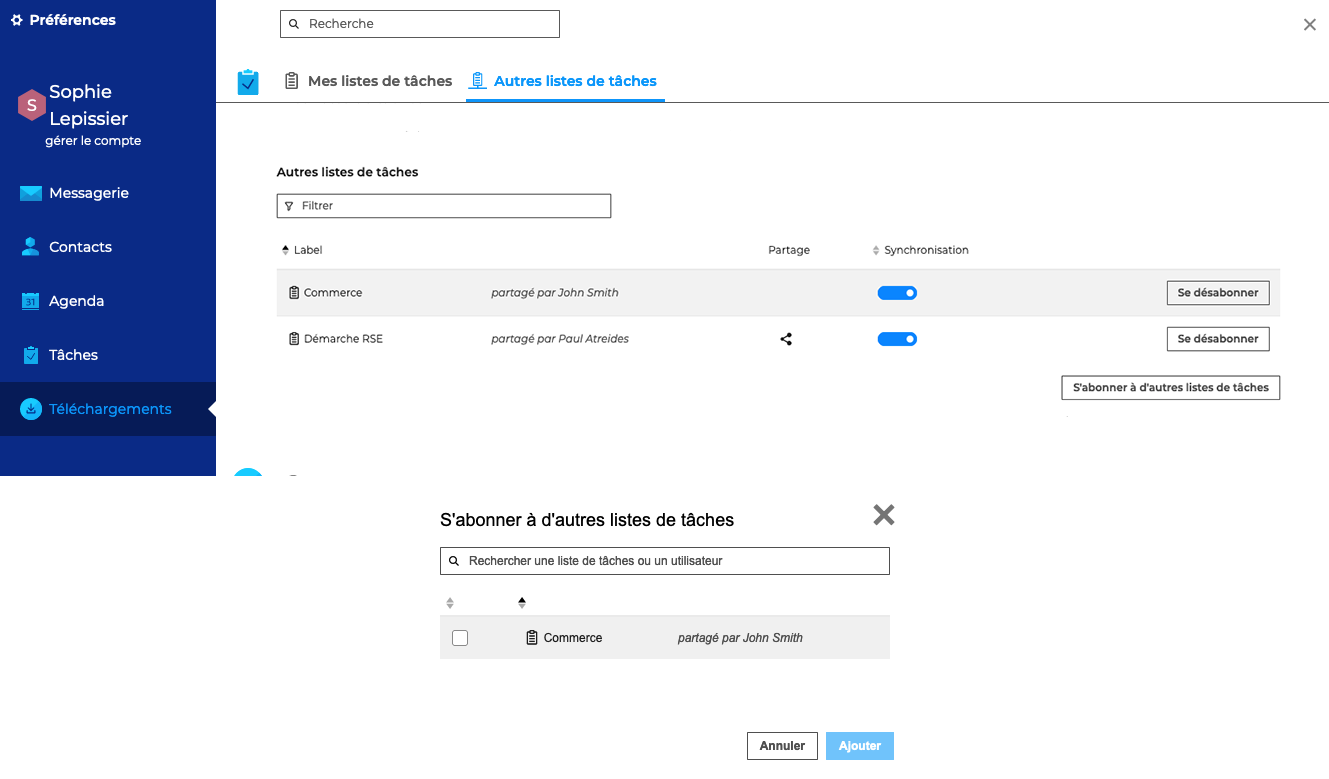 Préférences
Recherche
Mes listes de tâches
Autres listes de tâches
S
Sophie
Lepissier
gérer le compte
Messagerie
Contacts
31
Agenda
Tâches
Téléchargements
Autres listes de tâches
Filtrer
Label Partage Synchronisation
Commerce partagé par John Smith Se désabonner
Démarche RSE partagé par Paul Atreides Se désabonner
S'abonner à d'autres listes de tâches
S'abonner à d'autres listes de tâches
Rechercher une liste de tâches ou un utilisateur
Commerce partagé par John Smith
Annuler Ajouter